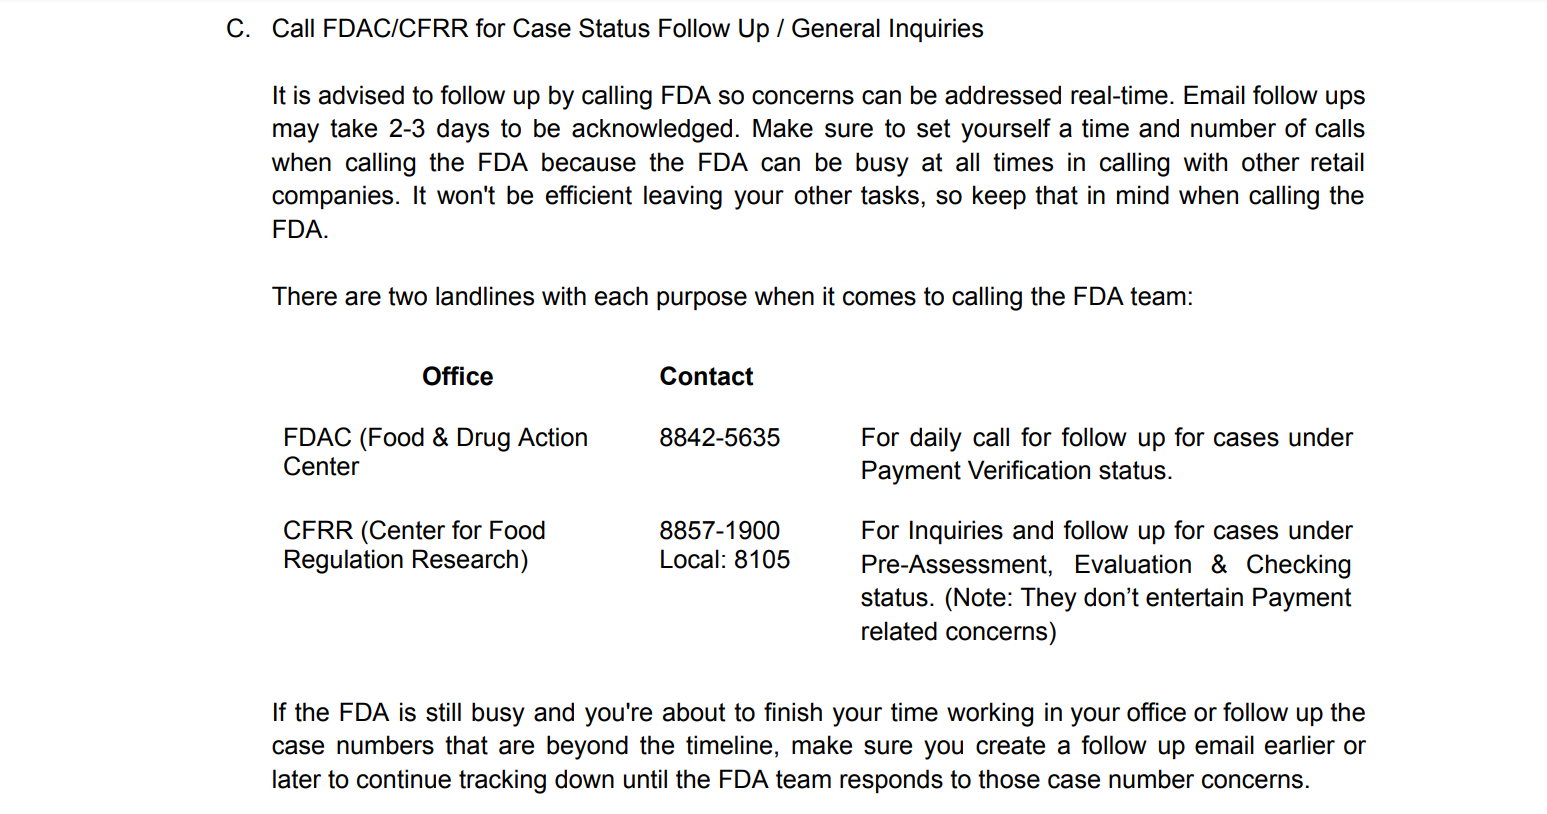 C. Call FDAC/CFRR for Case Status Follow Up / General Inquiries
It is advised to follow up by calling FDA so concerns can be addressed real-time. Email follow ups
may take 2-3 days to be acknowledged. Make sure to set yourself a time and number of calls
when calling the FDA because the FDA can be busy at all times in calling with other retail
companies. It won't be efficient leaving your other tasks, so keep that in mind when calling the
FDA.
There are two landlines with each purpose when it comes to calling the FDA team:
Office Contact
FDAC (Food & Drug Action
Center
8842-5635
For daily call for follow up for cases under
Payment Verification status.
CFRR (Center for Food
Regulation Research)
8857-1900
Local: 8105
For Inquiries and follow up for cases under
Pre-Assessment, Evaluation & Checking
status. (Note: They don’t entertain Payment
related concerns)
If the FDA is still busy and you're about to finish your time working in your office or follow up the
case numbers that are beyond the timeline, make sure you create a follow up email earlier or
later to continue tracking down until the FDA team responds to those case number concerns.